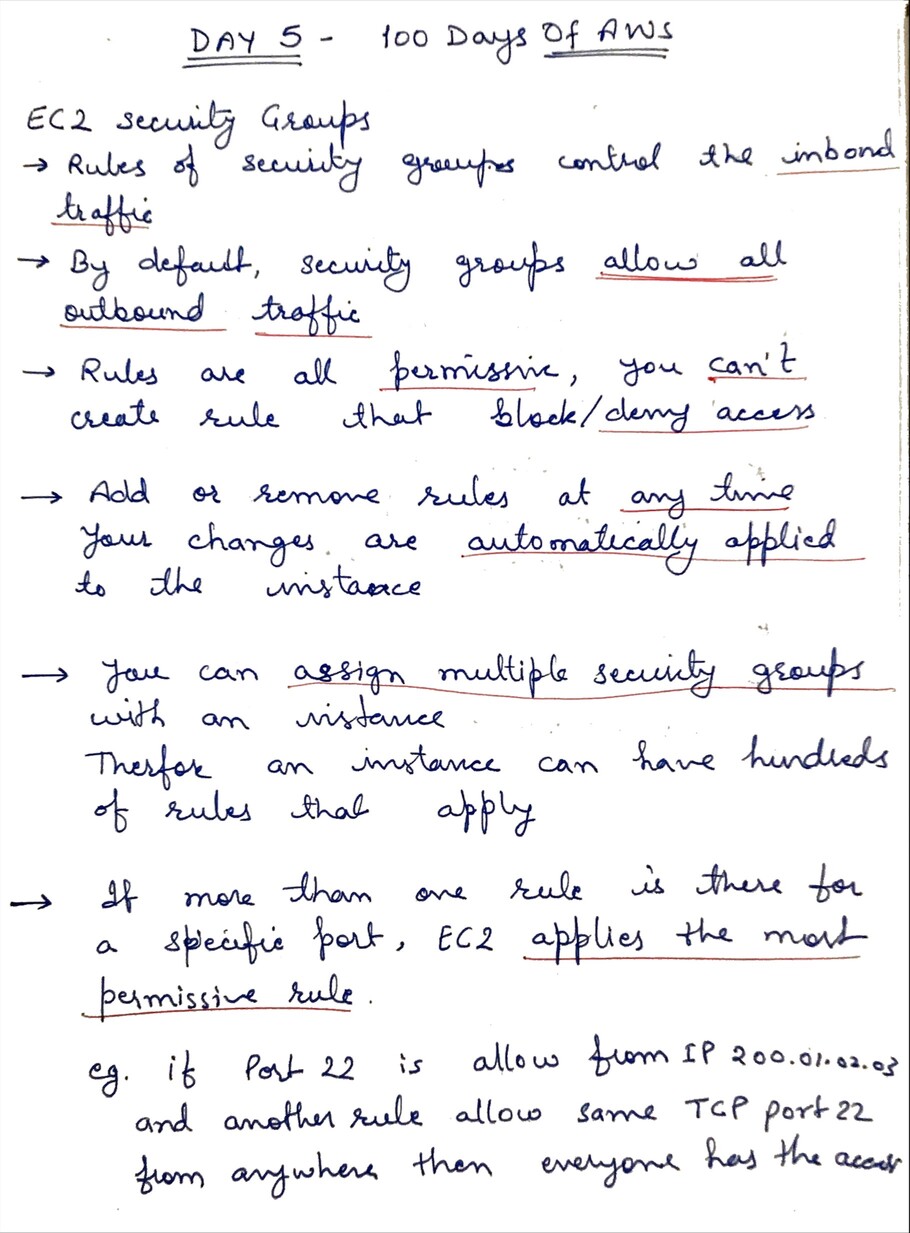 DAY 5 - 100 Days Of AWS
EC2 security Groups
→ Rules of security groups control the inbond
traffic
→ By default, security groups allow all
outbound traffic
→ Rules are all permissive, you can't
create rule that block/deny access
→ Add or remove rules at any time
Your changes are automatically applied
to the instance
→ You can assign multiple security groups
with an instance
Therfor an instance can have hundreds
of rules that apply
→ If more than one rule is there for
a specific port, EC2 applies the most
permissive rule.
eg. if Port 22 is allow from IP 200.01.02.03
and another rule allow same TCP port 22
from anywhere then everyone has the access